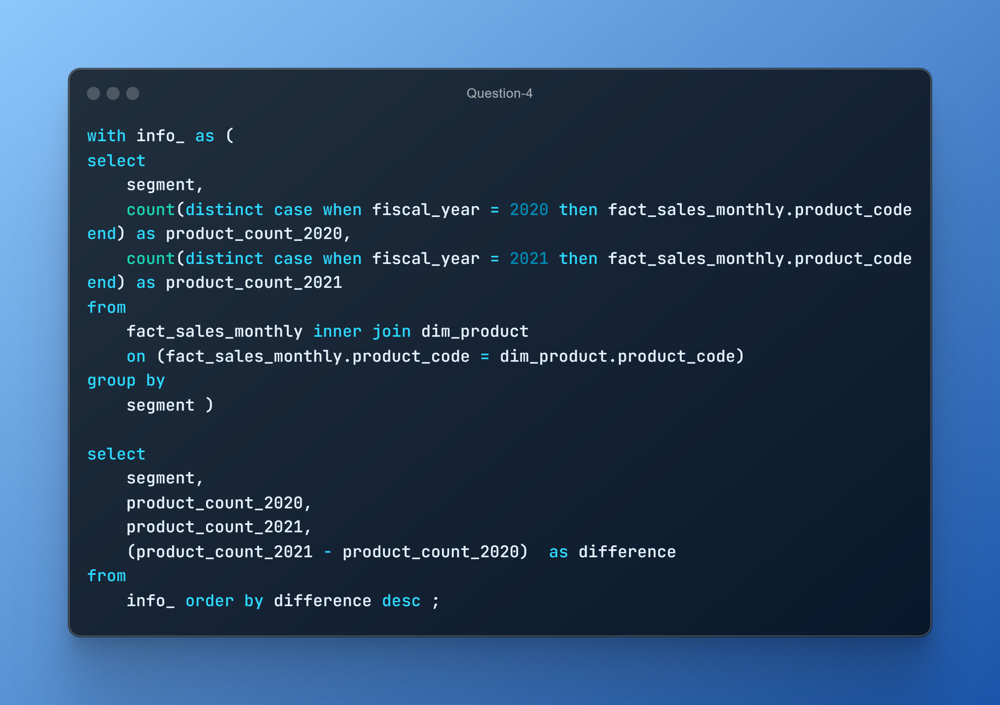 Question-4
with info_ as (
select
    segment,
    count(distinct case when fiscal_year = 2020 then fact_sales_monthly.product_code
end) as product_count_2020,
    count(distinct case when fiscal_year = 2021 then fact_sales_monthly.product_code
end) as product_count_2021
from
    fact_sales_monthly inner join dim_product
    on (fact_sales_monthly.product_code = dim_product.product_code)
group by
    segment )

select
    segment,
    product_count_2020,
    product_count_2021,
    (product_count_2021 - product_count_2020)  as difference
from
    info_ order by difference desc ;